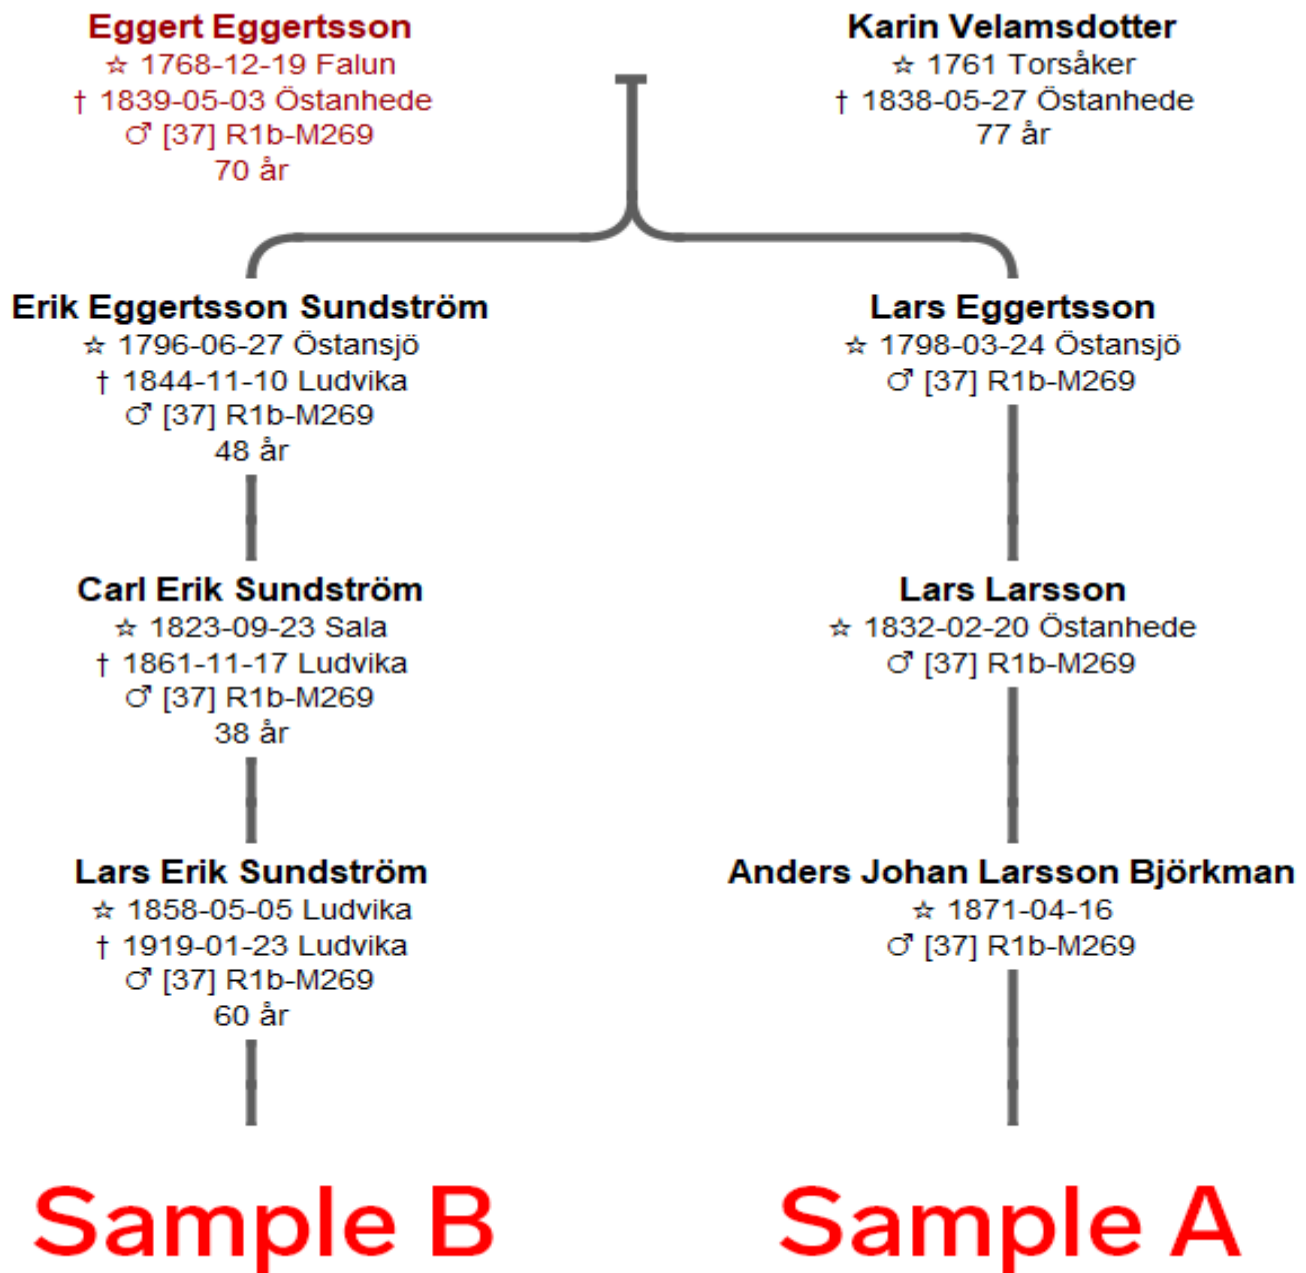 Eggert Eggertsson
☆ 1768-12-19 Falun
† 1839-05-03 Östanhede
♂ [37] R1b-M269
70 år
Karin Velamsdotter
☆ 1761 Torsåker
† 1838-05-27 Östanhede
77 år
Erik Eggertsson Sundström
☆ 1796-06-27 Östansjö
† 1844-11-10 Ludvika
♂ [37] R1b-M269
48 år
Lars Eggertsson
☆ 1798-03-24 Östansjö
♂ [37] R1b-M269
Carl Erik Sundström
☆ 1823-09-23 Sala
† 1861-11-17 Ludvika
♂ [37] R1b-M269
38 år
Lars Larsson
☆ 1832-02-20 Östanhede
♂ [37] R1b-M269
Lars Erik Sundström
☆ 1858-05-05 Ludvika
† 1919-01-23 Ludvika
♂ [37] R1b-M269
60 år
Anders Johan Larsson Björkman
☆ 1871-04-16
♂ [37] R1b-M269
Sample B
Sample A